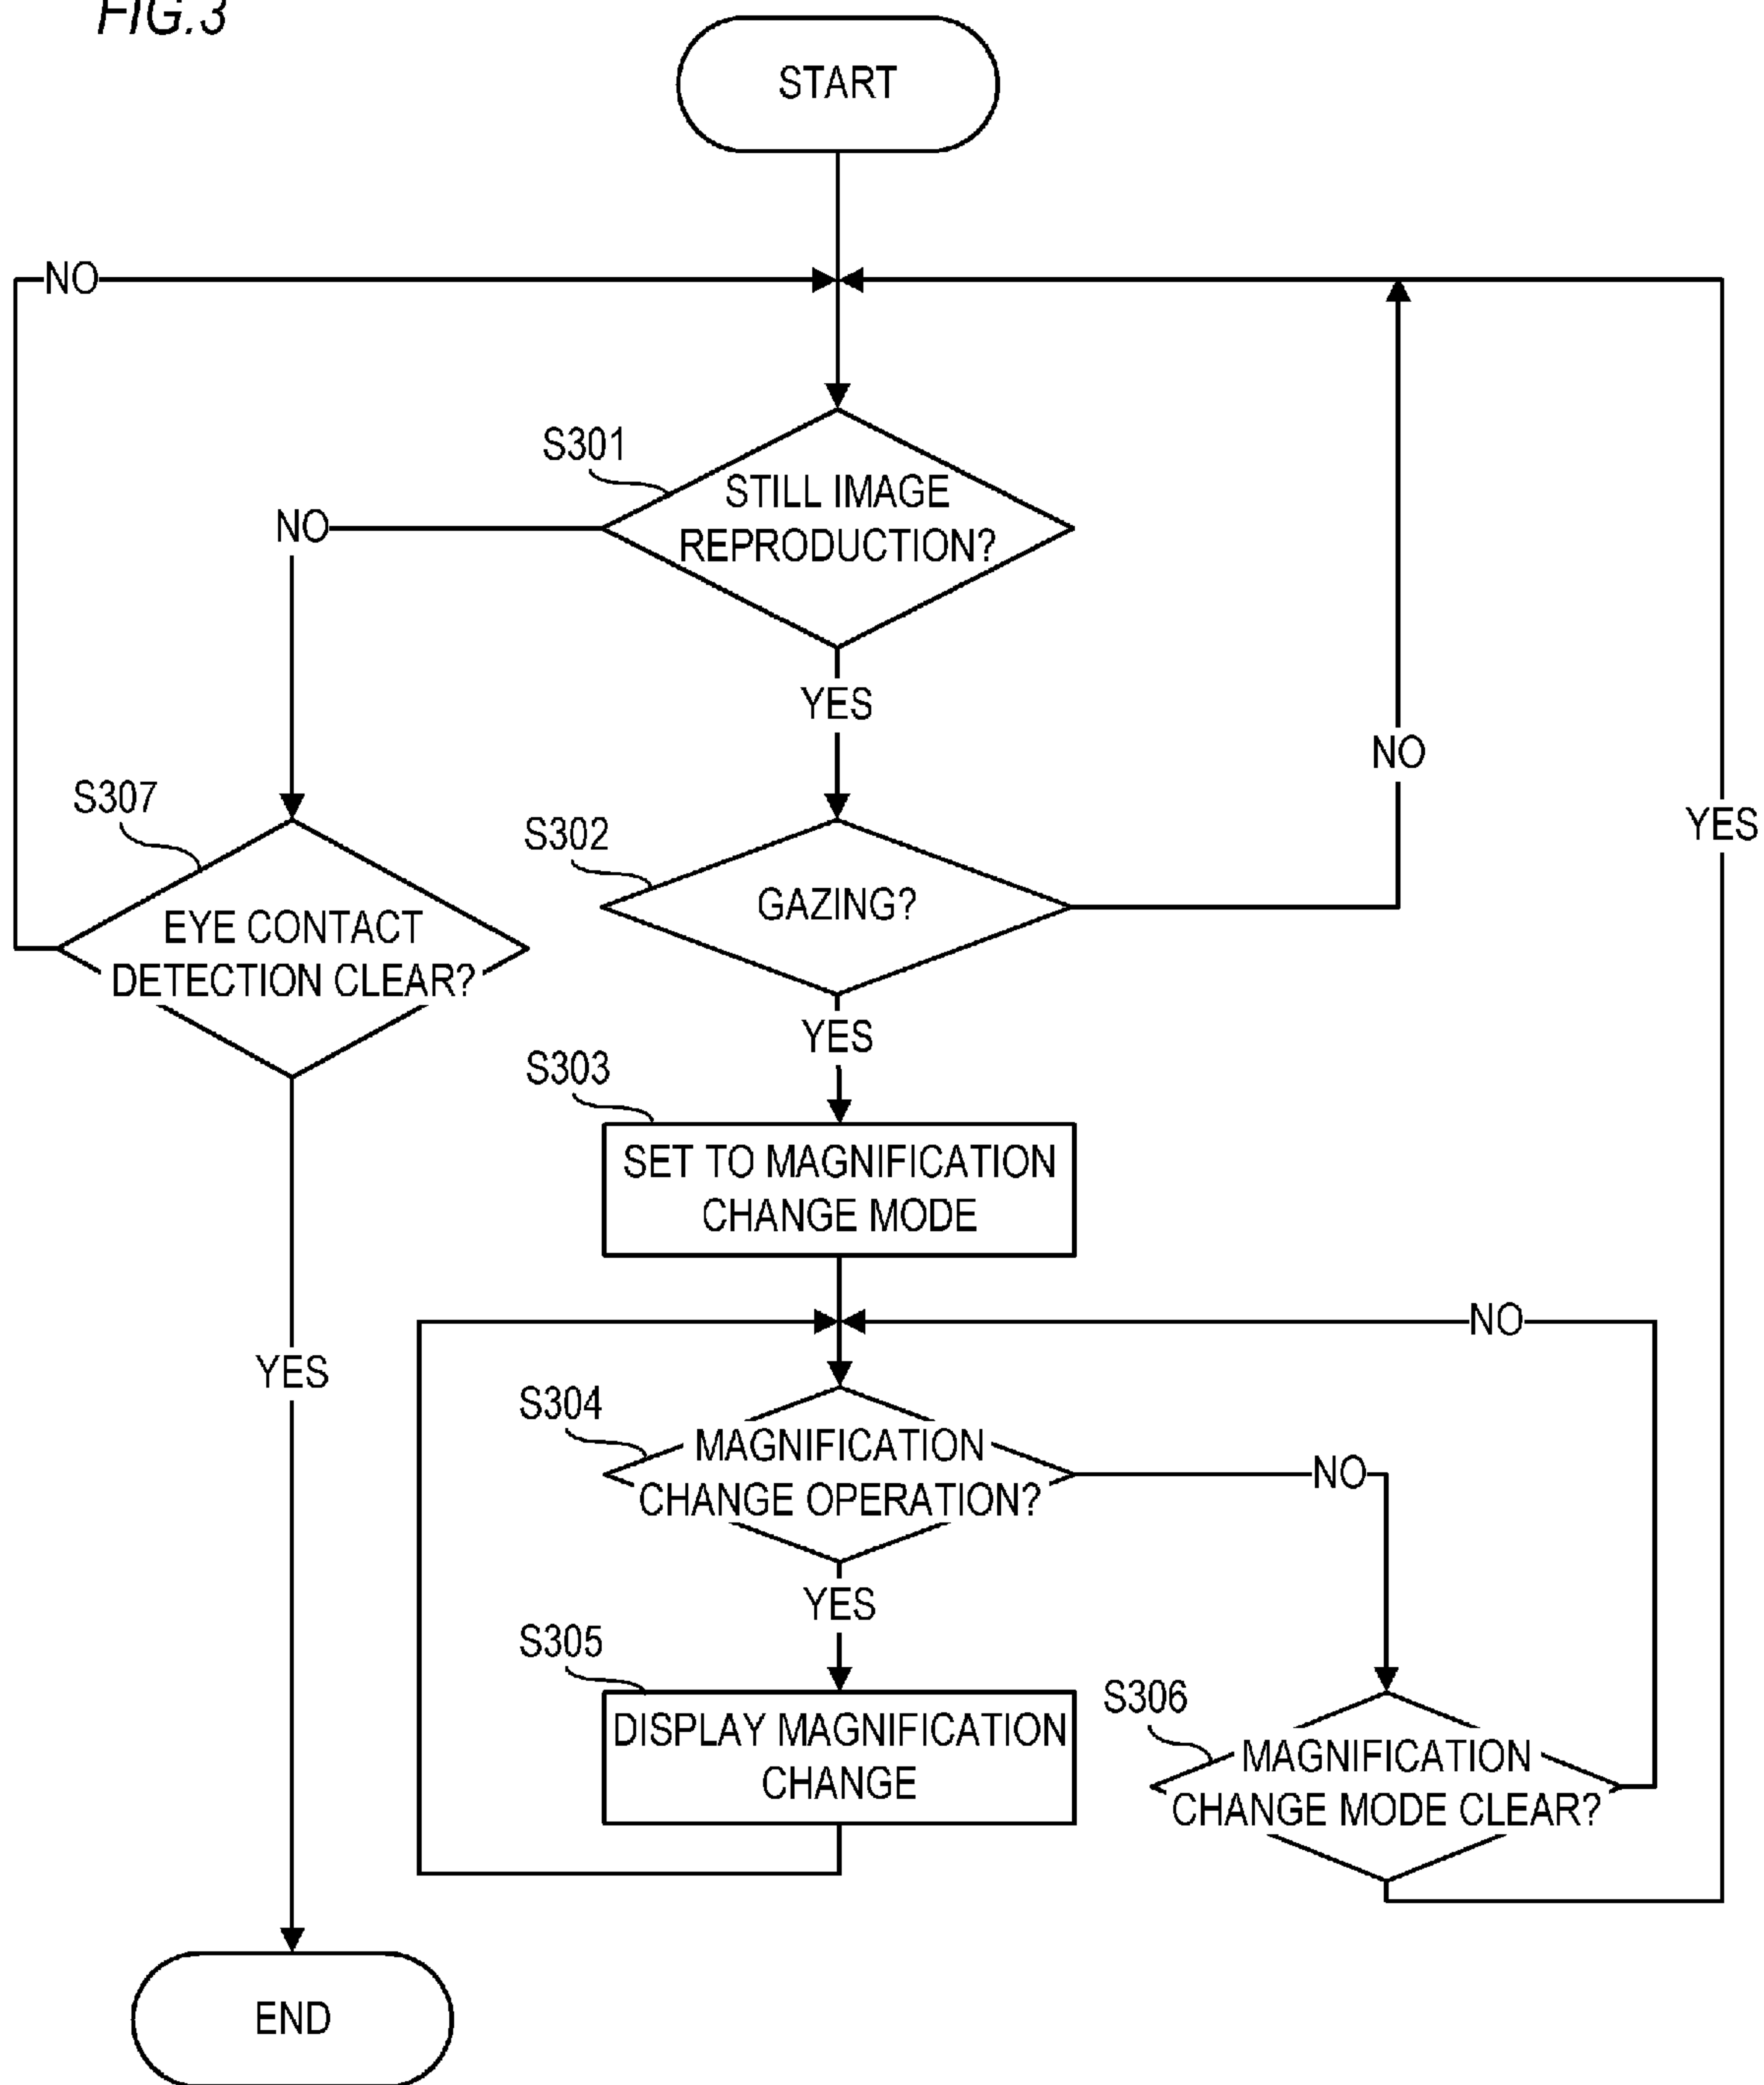 FIG.3
START
NO
S301
STILL IMAGE
REPRODUCTION?
NO
YES
NO
S307
YES
S302
GAZING?
EYE CONTACT
DETECTION CLEAR?
YES
S303
SET TO MAGNIFICATION
CHANGE MODE
NO
YES
S304
MAGNIFICATION
CHANGE OPERATION?
NO
YES
S305
S306
DISPLAY MAGNIFICATION
CHANGE
MAGNIFICATION
CHANGE MODE CLEAR?
END